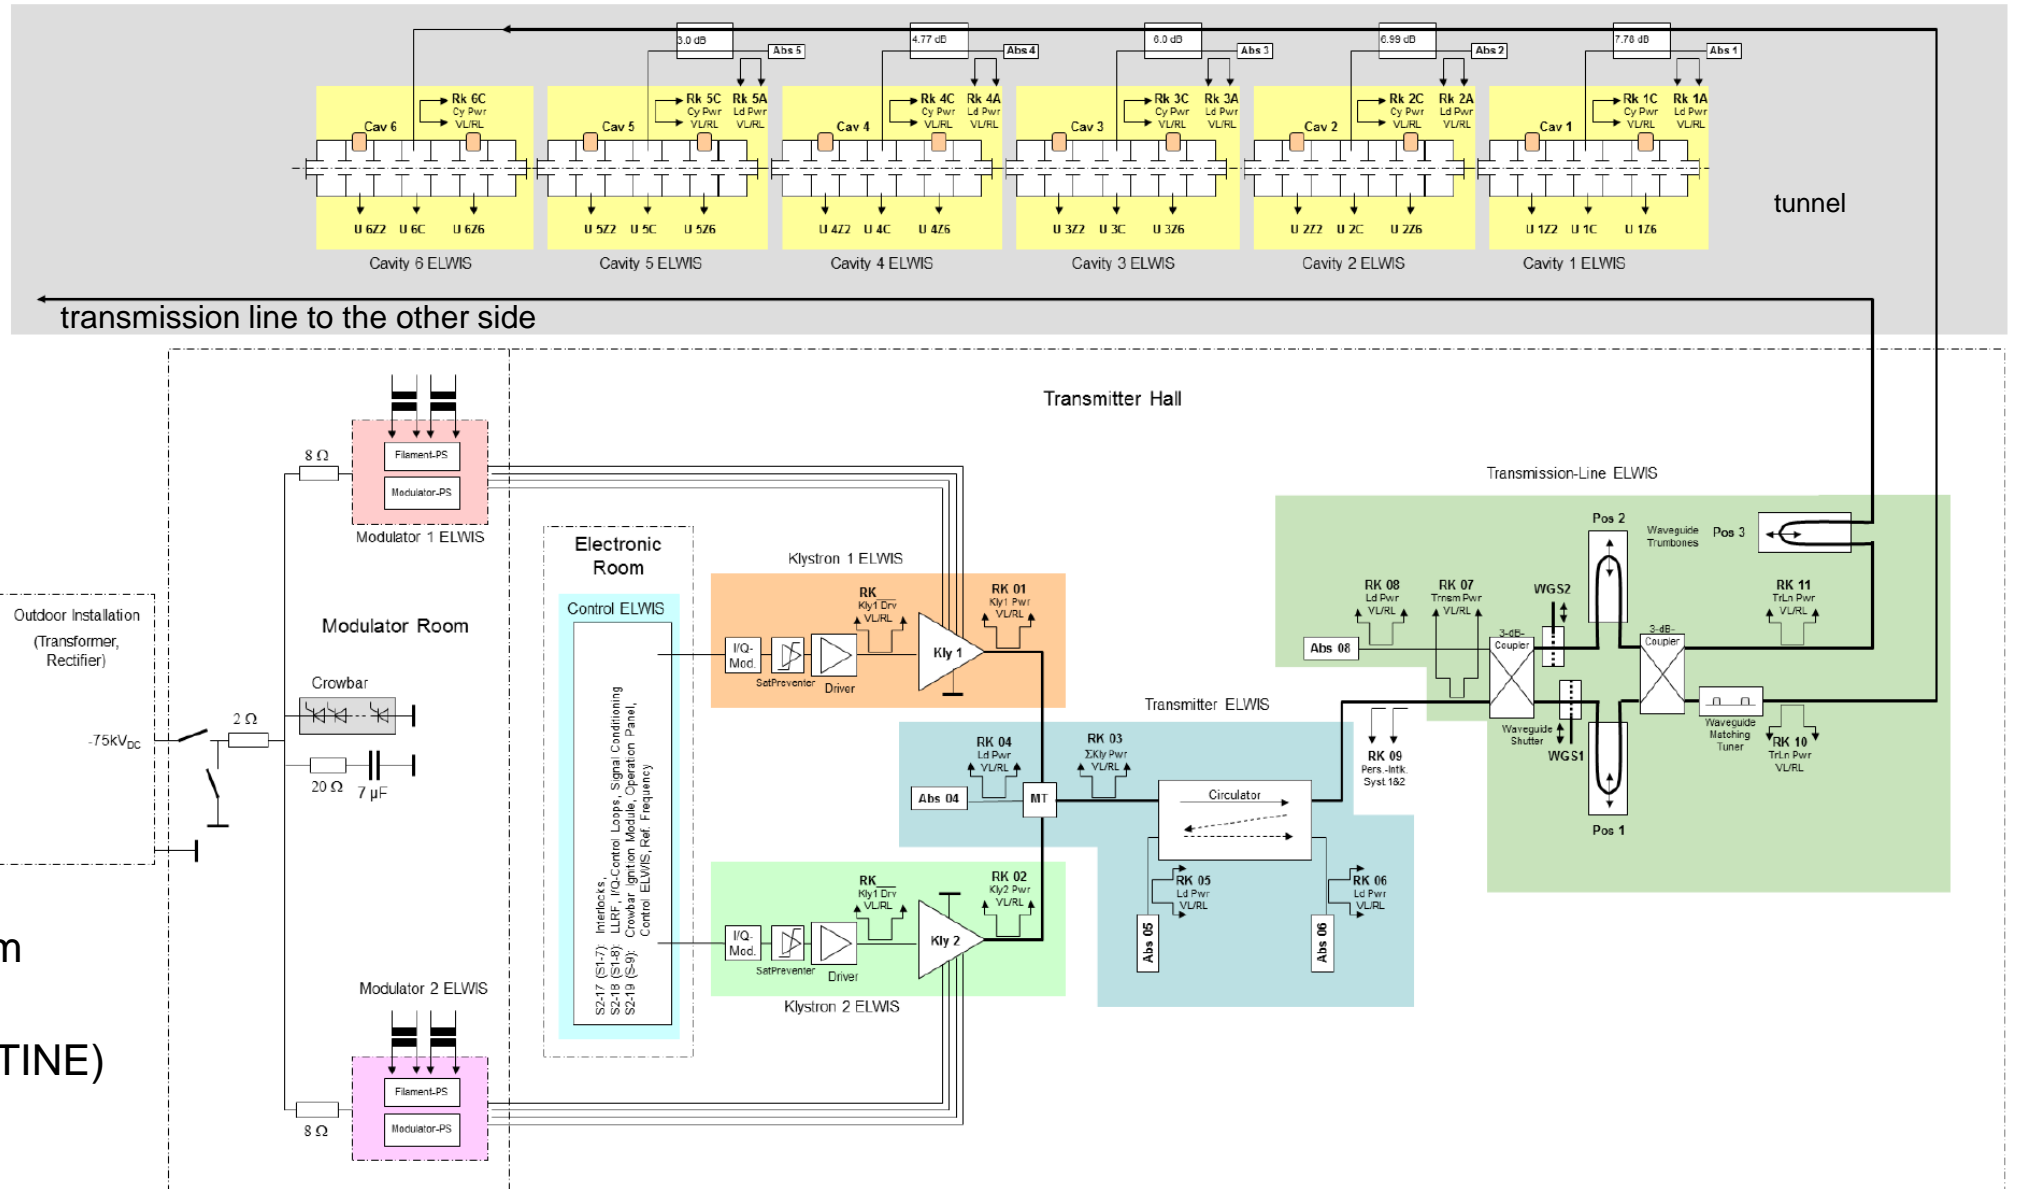 3.0 dB
4.77 dB
6.0 dB
6.99 dB
7.78 dB
Abs 5
Abs 4
Abs 3
Abs 2
Abs 1
Cav 6
Rk 6C
Cy Pwr
VL/RL
Cav 5
Rk 5C
Cy Pwr
VL/RL
Rk 5A
Ld Pwr
VL/RL
Cav 4
Rk 4C
Cy Pwr
VL/RL
Rk 4A
Ld Pwr
VL/RL
Cav 3
Rk 3C
Cy Pwr
VL/RL
Rk 3A
Ld Pwr
VL/RL
Cav 2
Rk 2C
Cy Pwr
VL/RL
Rk 2A
Ld Pwr
VL/RL
Cav 1
Rk 1C
Cy Pwr
VL/RL
Rk 1A
Ld Pwr
VL/RL
U 6Z2 U 6C U 6Z6
U 5Z2 U 5C U 5Z6
U 4Z2 U 4C U 4Z6
U 3Z2 U 3C U 3Z6
U 2Z2 U 2C U 2Z6
U 1Z2 U 1C U 1Z6
Cavity 6 ELWIS
Cavity 5 ELWIS
Cavity 4 ELWIS
Cavity 3 ELWIS
Cavity 2 ELWIS
Cavity 1 ELWIS
tunnel
transmission line to the other side
Transmitter Hall
8 Ω
Filament-PS
Modulator-PS
Modulator 1 ELWIS
Outdoor Installation
(Transformer,
Rectifier)
-75kVDC
Modulator Room
Crowbar
2 Ω
20 Ω
7 µF
Modulator 2 ELWIS
Filament-PS
Modulator-PS
8 Ω
m
TINE)
Electronic
Room
Control ELWIS
S2-17 (S1-7): Interlocks,
S2-18 (S1-8): LLRF, I/Q-Control Loops, Signal Conditioning
S2-19 (S-9): Crowbar Ignition Module, Operation Panel,
Control ELWIS, Ref. Frequency
Klystron 1 ELWIS
I/Q-
Mod.
SatPreventer
Driver
RK__
Kly1 Drv
VL/RL
Kly 1
RK 01
Kly1 Pwr
VL/RL
I/Q-
Mod.
SatPreventer
Driver
RK__
Kly1 Drv
VL/RL
Kly 2
RK 02
Kly2 Pwr
VL/RL
Klystron 2 ELWIS
Transmitter ELWIS
RK 04
Ld Pwr
VL/RL
RK 03
ΣKly Pwr
VL/RL
Abs 04
MT
Circulator
RK 05
Ld Pwr
VL/RL
Abs 05
RK 06
Ld Pwr
VL/RL
Abs 06
RK 09
Pers.-Intk.
Syst 1&2
Transmission-Line ELWIS
Pos 2
Waveguide
Trumbones
Pos 3
RK 08
Ld Pwr
VL/RL
RK 07
Trnsm Pwr
VL/RL
WGS2
RK 11
TrLn Pwr
VL/RL
Abs 08
3-dB-
Coupler
3-dB-
Coupler
Waveguide
Shutter
WGS1
Waveguide
Matching
Tuner
RK 10
TrLn Pwr
VL/RL
Pos 1